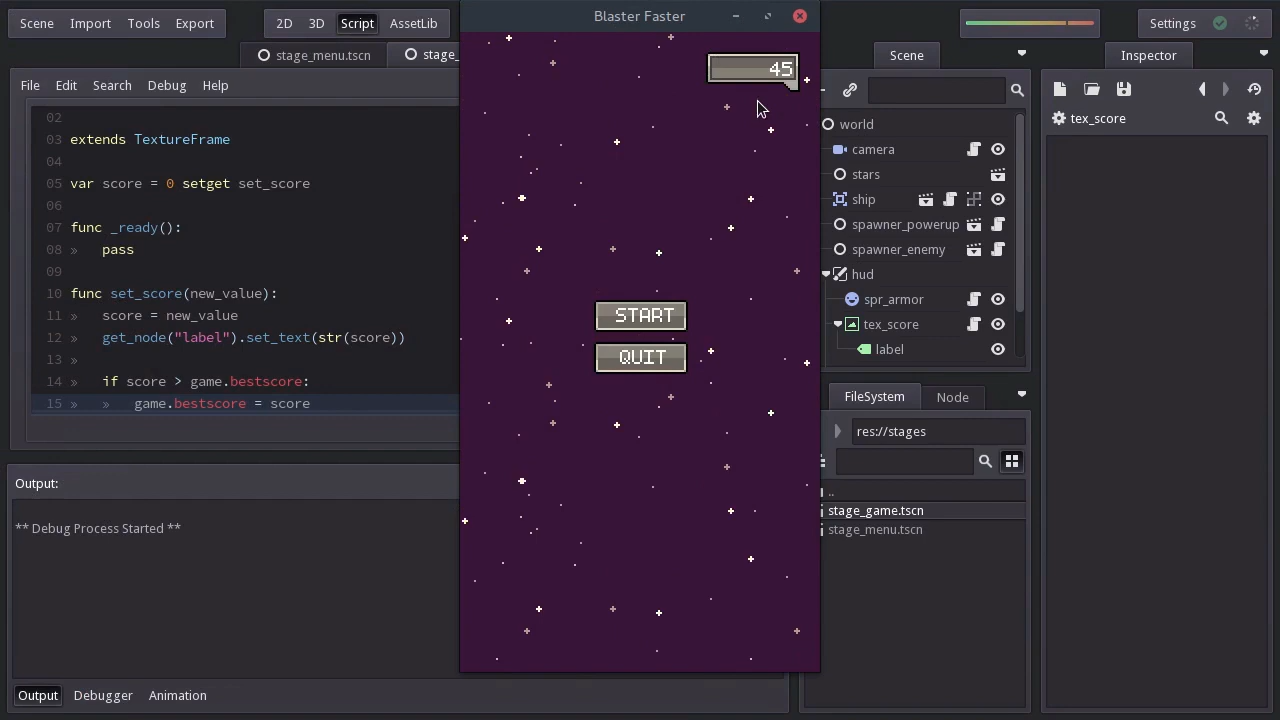 Scene Import Tools Export
2D 3D Script AssetLib
Blaster Faster
Settings
stage_menu.tscn
stage_
Scene
Inspector
File Edit Search Debug Help
02
03 extends TextureFrame
04
05 var score = 0 setget set_score
06
07 func _ready():
08 » pass
09
10 func set_score(new_value):
11 » score = new_value
12 » get_node("label").set_text(str(score))
13 »
14 » if score > game.bestscore:
15 » » game.bestscore = score
45
START
QUIT
world
camera
stars
ship
spawner_powerup
spawner_enemy
hud
spr_armor
tex_score
label
tex_score
FileSystem Node
res://stages
..
stage_game.tscn
stage_menu.tscn
Output:
** Debug Process Started **
Output Debugger Animation